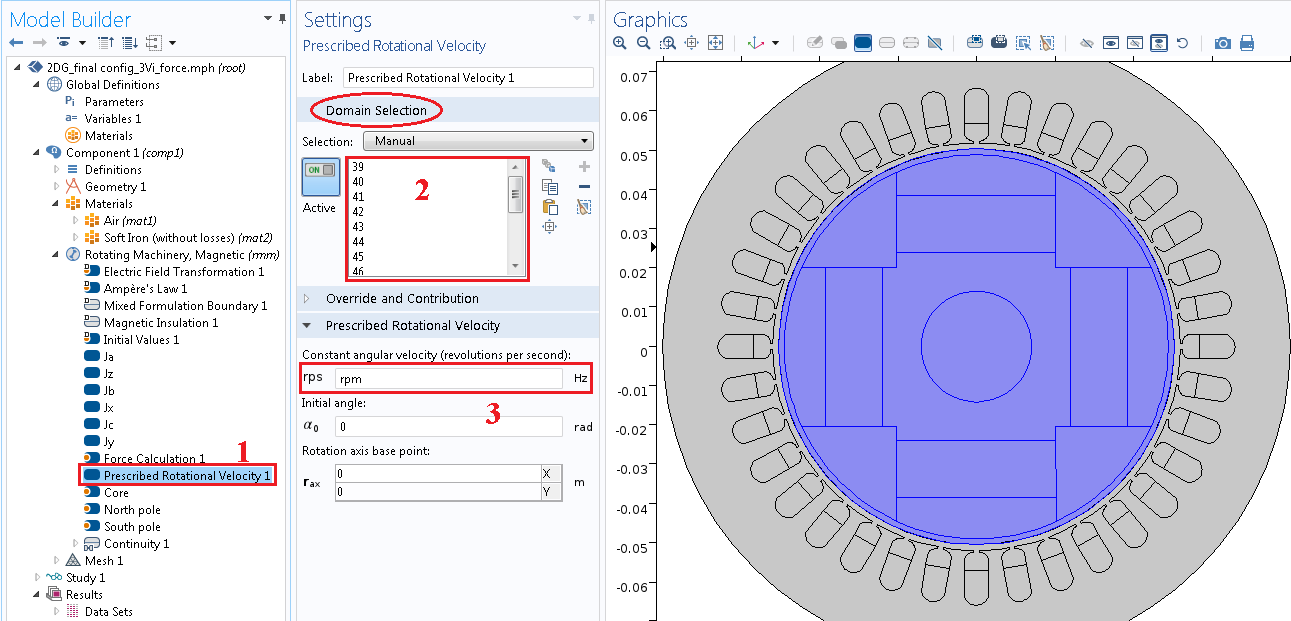 Model Builder
2DG_final config_3Vi_force.mph (root)
Global Definitions
Pi Parameters
a= Variables 1
Materials
Component 1 (comp1)
Definitions
Geometry 1
Materials
Air (mat1)
Soft Iron (without losses) (mat2)
Rotating Machinery, Magnetic (rmm)
Electric Field Transformation 1
Ampère's Law 1
Mixed Formulation Boundary 1
Magnetic Insulation 1
Initial Values 1
Ja
Jz
Jb
Jx
Jc
Jy
1
Force Calculation 1
Prescribed Rotational Velocity 1
Core
North pole
South pole
Continuity 1
Mesh 1
Study 1
Results
Data Sets
Settings
Prescribed Rotational Velocity
Label: Prescribed Rotational Velocity 1
Domain Selection
Selection: Manual
ON
Active
39
40
41
42
43
44
45
46
2
Override and Contribution
Prescribed Rotational Velocity
Constant angular velocity (revolutions per second):
rps rpm Hz
3
Initial angle:
α0 0 rad
Rotation axis base point:
rax
0 X
0 Y
m
Graphics
0.07
0.06
0.05
0.04
0.03
0.02
0.01
0
-0.01
-0.02
-0.03
-0.04
-0.05
-0.06